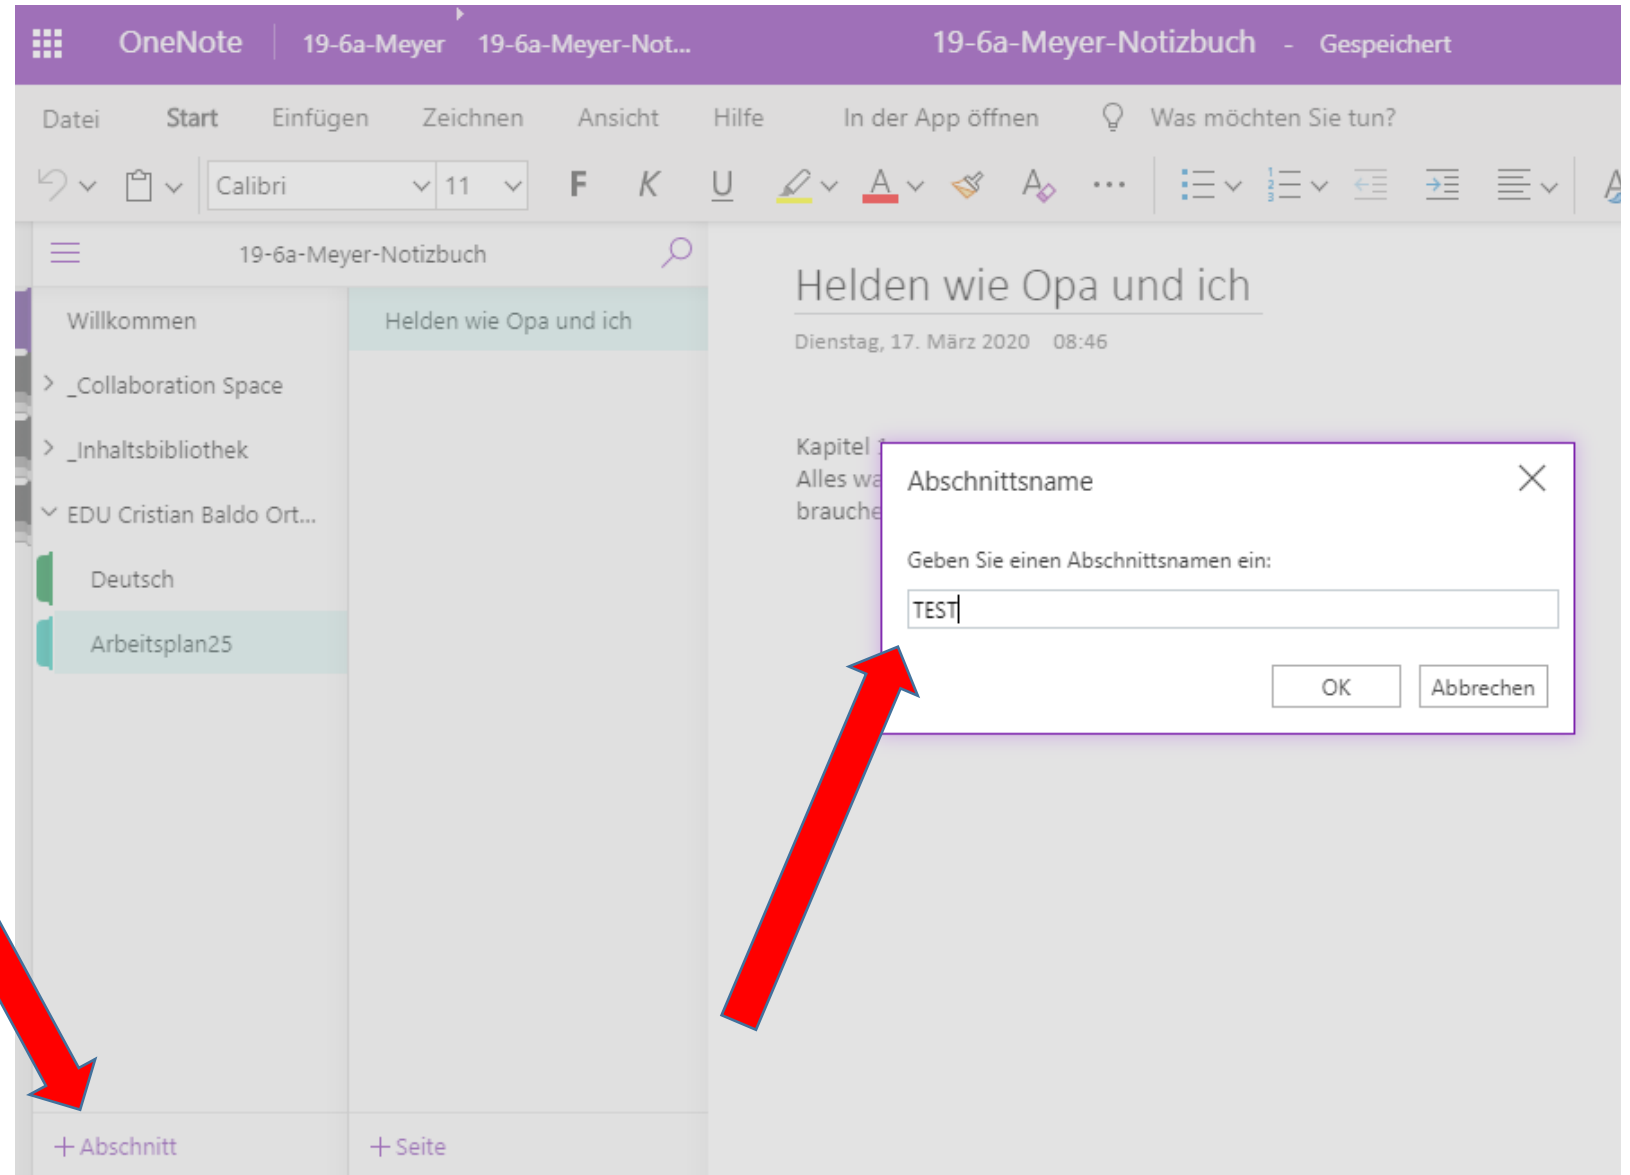 OneNote 19-6a-Meyer 19-6a-Meyer-Not... 19-6a-Meyer-Notizbuch - Gespeichert
Datei Start Einfügen Zeichnen Ansicht Hilfe In der App öffnen Was möchten Sie tun?
Calibri 11 F K U A A ...
19-6a-Meyer-Notizbuch
Willkommen
_Collaboration Space
_Inhaltsbibliothek
EDU Cristian Baldo Ort...
Deutsch
Arbeitsplan25
+ Abschnitt
Helden wie Opa und ich
+ Seite
Helden wie Opa und ich
Dienstag, 17. März 2020 08:46
Kapitel
Alles
brauche
Abschnittsname
Geben Sie einen Abschnittsnamen ein:
TEST
OK Abbrechen